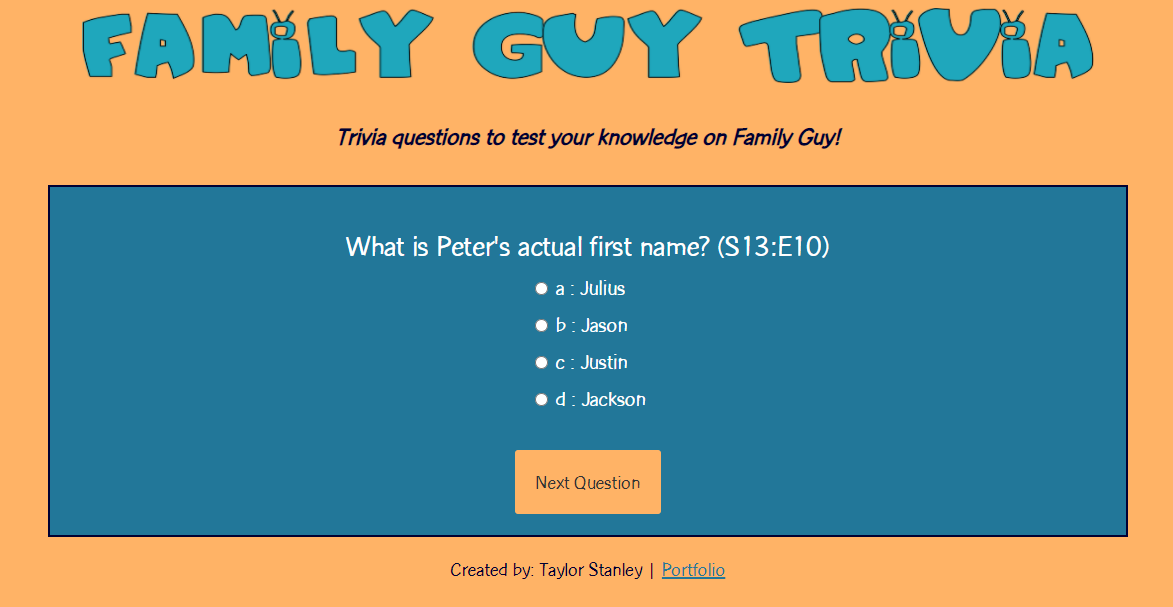 FAMiLY GUY TRiViA
Trivia questions to test your knowledge on Family Guy!
What is Peter's actual first name? (S13:E10)
a : Julius
b : Jason
c : Justin
d : Jackson
Next Question
Created by: Taylor Stanley | Portfolio